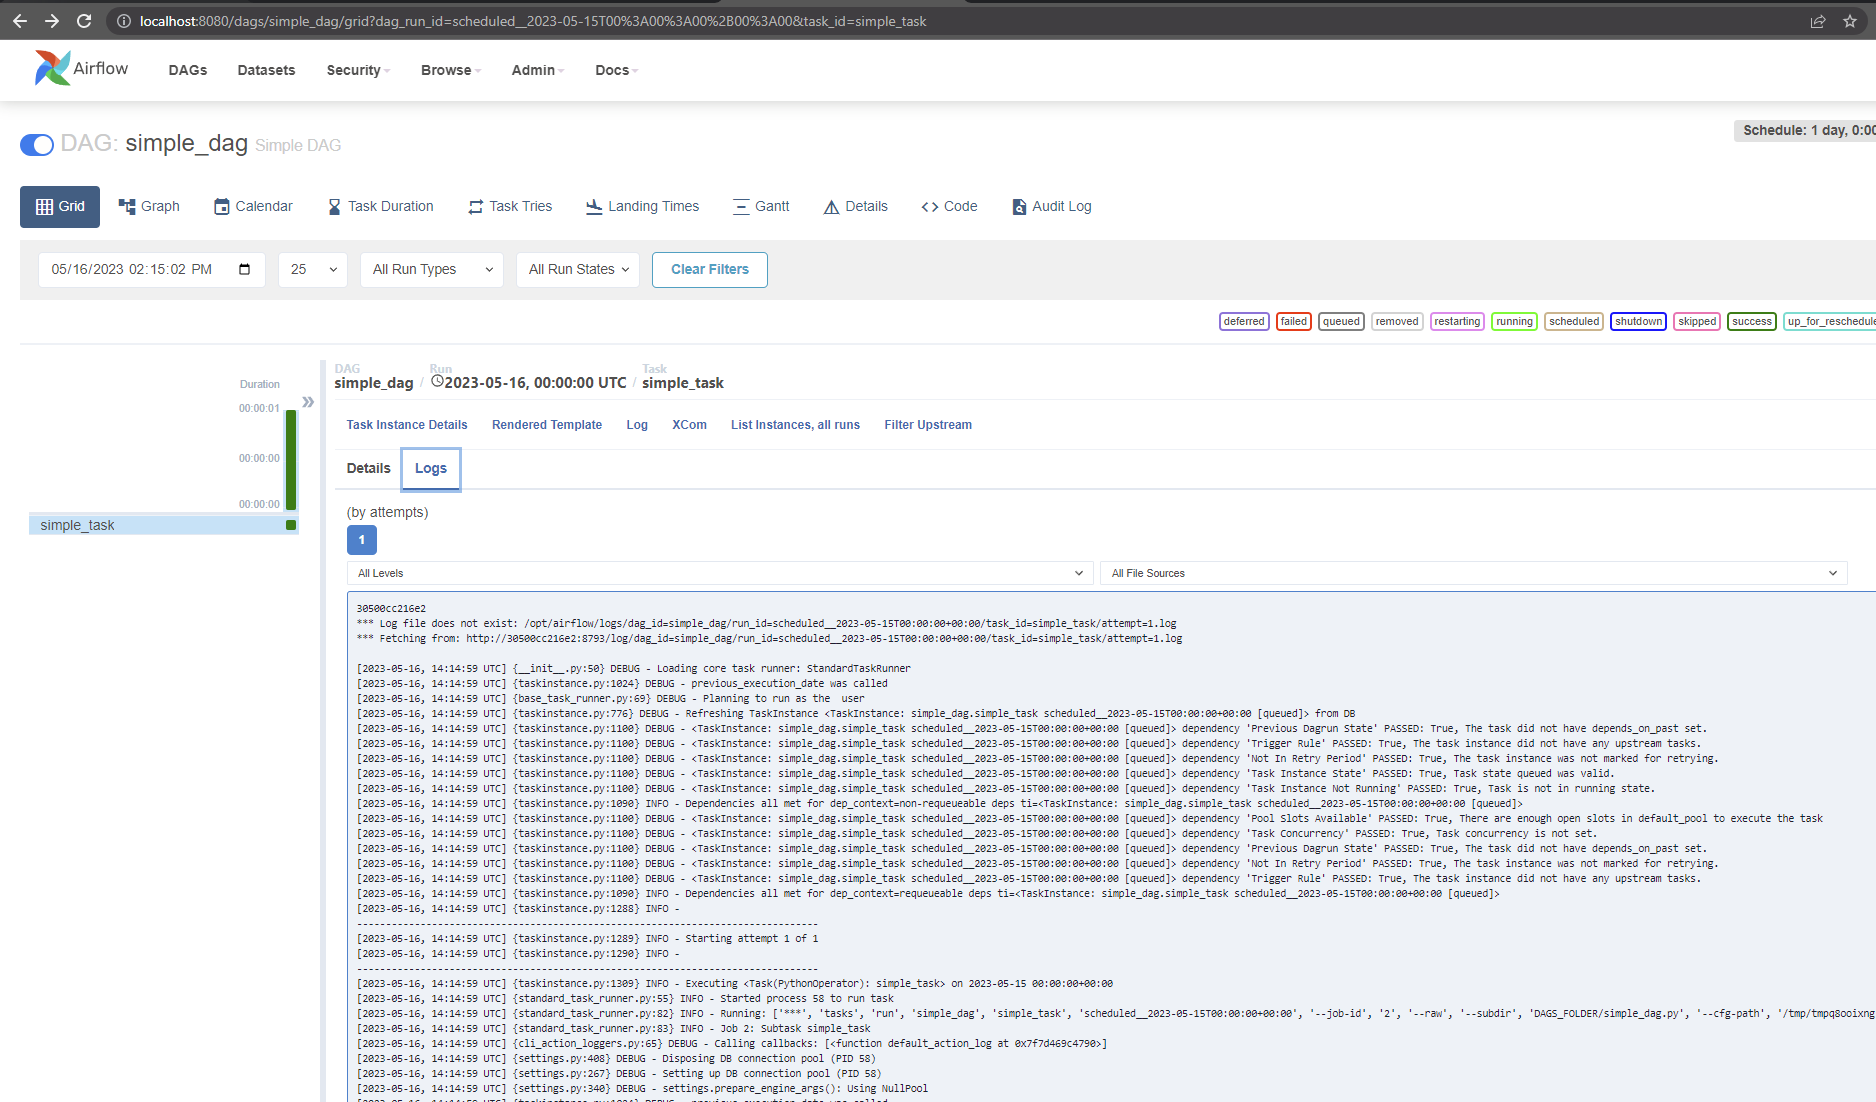 localhost:8080/dags/simple_dag/grid?dag_run_id=scheduled__2023-05-15T00%3A00%3A00%2B00%3A00&task_id=simple_task
Airflow DAGs Datasets Security Browse Admin Docs
DAG: simple_dag Simple DAG
Schedule: 1 day, 0:00
Grid Graph Calendar Task Duration Task Tries Landing Times Gantt Details Code Audit Log
05/16/2023 02:15:02 PM 25 All Run Types All Run States Clear Filters
deferred failed queued removed restarting running scheduled shutdown skipped success up_for_reschedule
Duration
00:00:01
00:00:00
00:00:00
simple_task
DAG Run Task
simple_dag / 2023-05-16, 00:00:00 UTC / simple_task
Task Instance Details Rendered Template Log XCom List Instances, all runs Filter Upstream
Details Logs
(by attempts)
1
All Levels All File Sources
30500cc216e2
*** Log file does not exist: /opt/airflow/logs/dag_id=simple_dag/run_id=scheduled__2023-05-15T00:00:00+00:00/task_id=simple_task/attempt=1.log
*** Fetching from: http://30500cc216e2:8793/log/dag_id=simple_dag/run_id=scheduled__2023-05-15T00:00:00+00:00/task_id=simple_task/attempt=1.log
[2023-05-16, 14:14:59 UTC] {__init__.py:50} DEBUG - Loading core task runner: StandardTaskRunner
[2023-05-16, 14:14:59 UTC] {taskinstance.py:1024} DEBUG - previous_execution_date was called
[2023-05-16, 14:14:59 UTC] {base_task_runner.py:69} DEBUG - Planning to run as the  user
[2023-05-16, 14:14:59 UTC] {taskinstance.py:776} DEBUG - Refreshing TaskInstance <TaskInstance: simple_dag.simple_task scheduled__2023-05-15T00:00:00+00:00 [queued]> from DB
[2023-05-16, 14:14:59 UTC] {taskinstance.py:1100} DEBUG - <TaskInstance: simple_dag.simple_task scheduled__2023-05-15T00:00:00+00:00 [queued]> dependency 'Previous Dagrun State' PASSED: True, The task did not have depends_on_past set.
[2023-05-16, 14:14:59 UTC] {taskinstance.py:1100} DEBUG - <TaskInstance: simple_dag.simple_task scheduled__2023-05-15T00:00:00+00:00 [queued]> dependency 'Trigger Rule' PASSED: True, The task instance did not have any upstream tasks.
[2023-05-16, 14:14:59 UTC] {taskinstance.py:1100} DEBUG - <TaskInstance: simple_dag.simple_task scheduled__2023-05-15T00:00:00+00:00 [queued]> dependency 'Not In Retry Period' PASSED: True, The task instance was not marked for retrying.
[2023-05-16, 14:14:59 UTC] {taskinstance.py:1100} DEBUG - <TaskInstance: simple_dag.simple_task scheduled__2023-05-15T00:00:00+00:00 [queued]> dependency 'Task Instance State' PASSED: True, Task state queued was valid.
[2023-05-16, 14:14:59 UTC] {taskinstance.py:1100} DEBUG - <TaskInstance: simple_dag.simple_task scheduled__2023-05-15T00:00:00+00:00 [queued]> dependency 'Task Instance Not Running' PASSED: True, Task is not in running state.
[2023-05-16, 14:14:59 UTC] {taskinstance.py:1090} INFO - Dependencies all met for dep_context=non-requeueable deps ti=<TaskInstance: simple_dag.simple_task scheduled__2023-05-15T00:00:00+00:00 [queued]>
[2023-05-16, 14:14:59 UTC] {taskinstance.py:1100} DEBUG - <TaskInstance: simple_dag.simple_task scheduled__2023-05-15T00:00:00+00:00 [queued]> dependency 'Pool Slots Available' PASSED: True, There are enough open slots in default_pool to execute the task
[2023-05-16, 14:14:59 UTC] {taskinstance.py:1100} DEBUG - <TaskInstance: simple_dag.simple_task scheduled__2023-05-15T00:00:00+00:00 [queued]> dependency 'Task Concurrency' PASSED: True, Task concurrency is not set.
[2023-05-16, 14:14:59 UTC] {taskinstance.py:1100} DEBUG - <TaskInstance: simple_dag.simple_task scheduled__2023-05-15T00:00:00+00:00 [queued]> dependency 'Previous Dagrun State' PASSED: True, The task did not have depends_on_past set.
[2023-05-16, 14:14:59 UTC] {taskinstance.py:1100} DEBUG - <TaskInstance: simple_dag.simple_task scheduled__2023-05-15T00:00:00+00:00 [queued]> dependency 'Not In Retry Period' PASSED: True, The task instance was not marked for retrying.
[2023-05-16, 14:14:59 UTC] {taskinstance.py:1100} DEBUG - <TaskInstance: simple_dag.simple_task scheduled__2023-05-15T00:00:00+00:00 [queued]> dependency 'Trigger Rule' PASSED: True, The task instance did not have any upstream tasks.
[2023-05-16, 14:14:59 UTC] {taskinstance.py:1090} INFO - Dependencies all met for dep_context=requeueable deps ti=<TaskInstance: simple_dag.simple_task scheduled__2023-05-15T00:00:00+00:00 [queued]>
[2023-05-16, 14:14:59 UTC] {taskinstance.py:1288} INFO -
--------------------------------------------------------------------------------
[2023-05-16, 14:14:59 UTC] {taskinstance.py:1289} INFO - Starting attempt 1 of 1
[2023-05-16, 14:14:59 UTC] {taskinstance.py:1290} INFO -
--------------------------------------------------------------------------------
[2023-05-16, 14:14:59 UTC] {taskinstance.py:1309} INFO - Executing <Task(PythonOperator): simple_task> on 2023-05-15 00:00:00+00:00
[2023-05-16, 14:14:59 UTC] {standard_task_runner.py:55} INFO - Started process 58 to run task
[2023-05-16, 14:14:59 UTC] {standard_task_runner.py:82} INFO - Running: ['***', 'tasks', 'run', 'simple_dag', 'simple_task', 'scheduled__2023-05-15T00:00:00+00:00', '--job-id', '2', '--raw', '--subdir', 'DAGS_FOLDER/simple_dag.py', '--cfg-path', '/tmp/tmpq8ooixng
[2023-05-16, 14:14:59 UTC] {standard_task_runner.py:83} INFO - Job 2: Subtask simple_task
[2023-05-16, 14:14:59 UTC] {cli_action_loggers.py:65} DEBUG - Calling callbacks: [<function default_action_log at 0x7f7d469c4790>]
[2023-05-16, 14:14:59 UTC] {settings.py:408} DEBUG - Disposing DB connection pool (PID 58)
[2023-05-16, 14:14:59 UTC] {settings.py:267} DEBUG - Setting up DB connection pool (PID 58)
[2023-05-16, 14:14:59 UTC] {settings.py:340} DEBUG - settings.prepare_engine_args(): Using NullPool